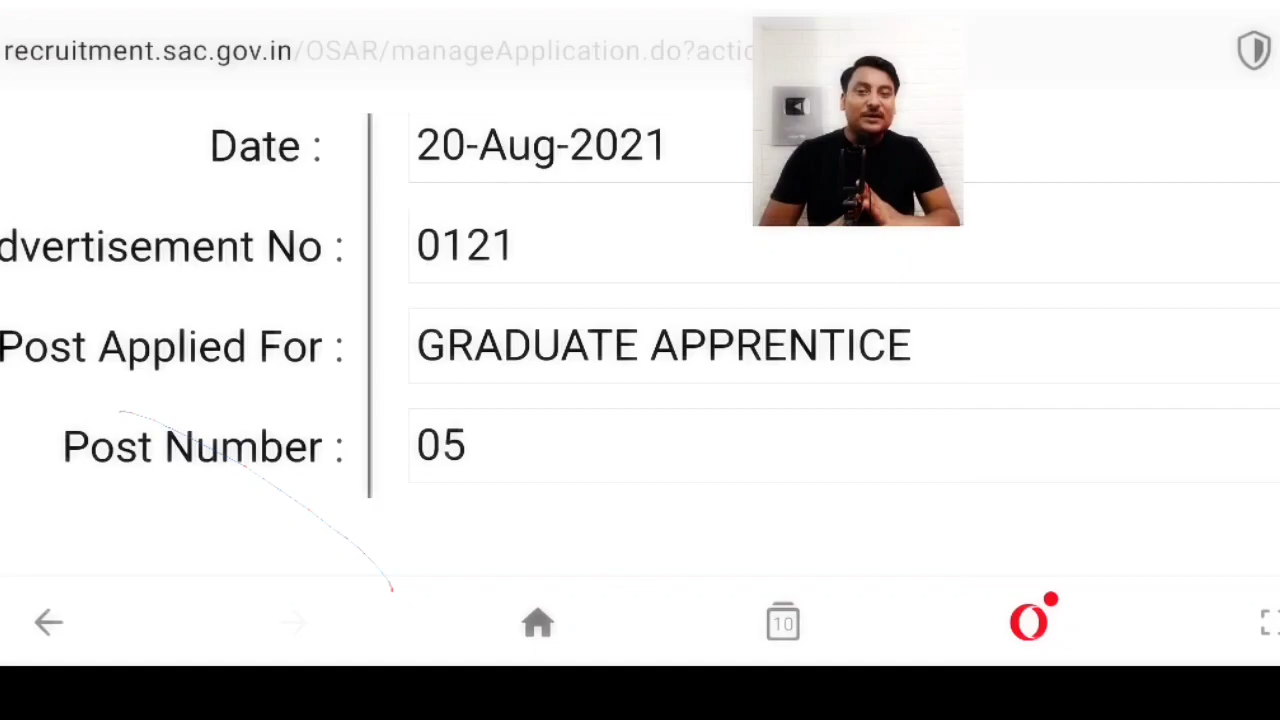 recruitment.sac.gov.in/OSAR/manageApplication.do?actio
Date : 20-Aug-2021
dvertisement No : 0121
Post Applied For : GRADUATE APPRENTICE
Post Number : 05
10